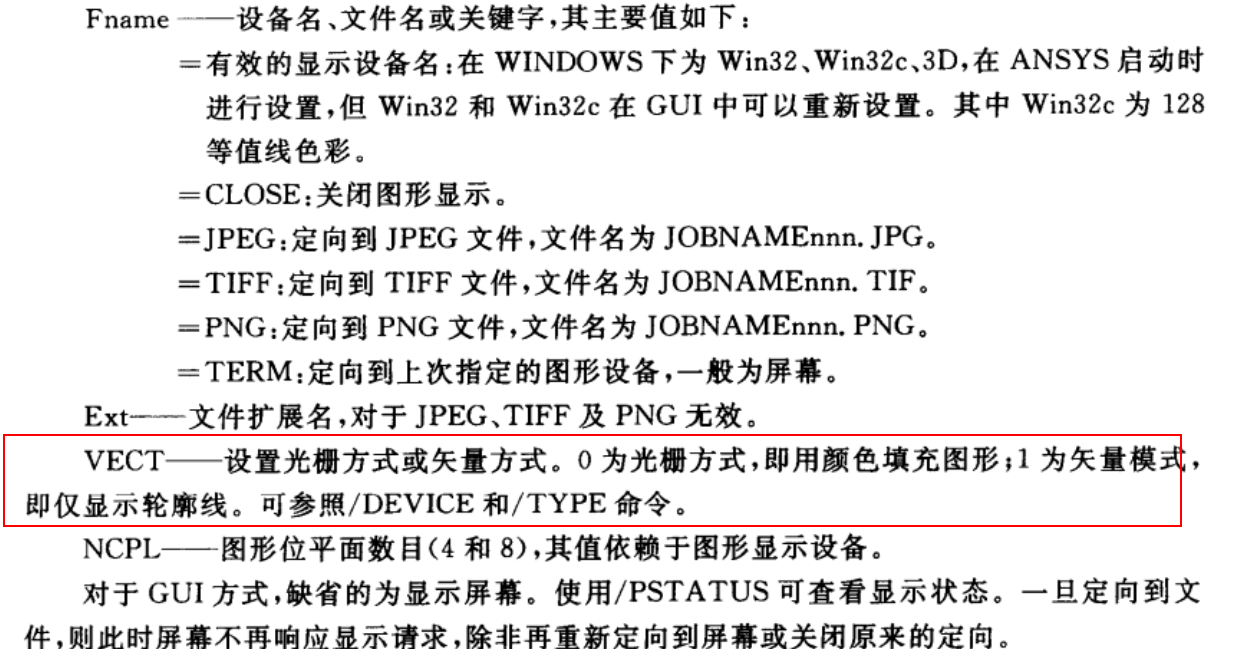 Fname ——设备名、文件名或关键字,其主要值如下:
=有效的显示设备名:在 WINDOWS 下为 Win32、Win32c、3D,在 ANSYS 启动时
进行设置,但 Win32 和 Win32c 在 GUI 中可以重新设置。其中 Win32c 为 128
等值线色彩。
=CLOSE:关闭图形显示。
=JPEG:定向到 JPEG 文件,文件名为 JOBNAMEnnn. JPG。
=TIFF:定向到 TIFF 文件,文件名为 JOBNAMEnnn. TIF。
=PNG:定向到 PNG 文件,文件名为 JOBNAMEnnn. PNG。
=TERM:定向到上次指定的图形设备,一般为屏幕。
Ext——文件扩展名,对于 JPEG、TIFF 及 PNG 无效。
VECT——设置光栅方式或矢量方式。0 为光栅方式,即用颜色填充图形;1 为矢量模式,
即仅显示轮廓线。可参照/DEVICE 和/TYPE 命令。
NCPL——图形位平面数目(4 和 8),其值依赖于图形显示设备。
对于 GUI 方式,缺省的为显示屏幕。使用/PSTATUS 可查看显示状态。一旦定向到文
件,则此时屏幕不再响应显示请求,除非再重新定向到屏幕或关闭原来的定向。